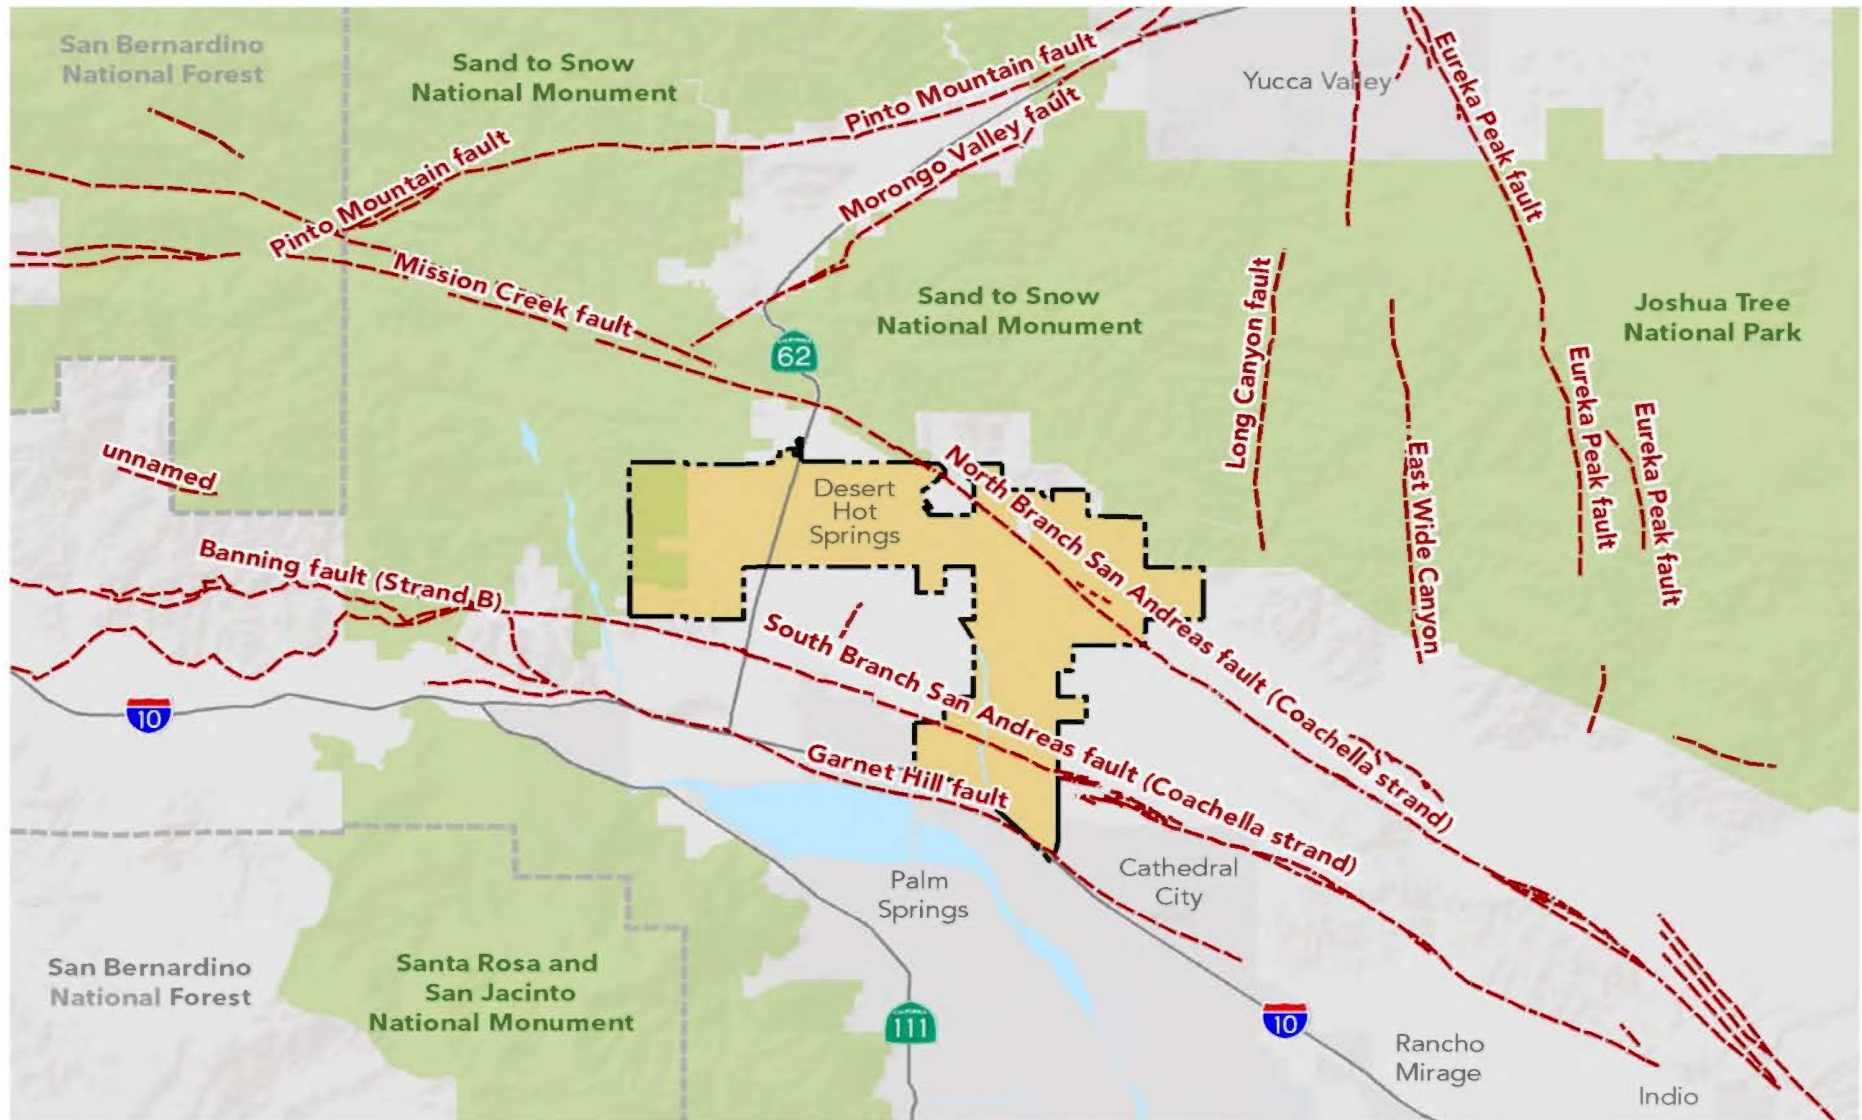 San Bernardino
National Forest
Sand to Snow
National Monument
Pinto Mountain fault
Yucca Valley
Eureka Peak fault
Pinto Mountain fault
Morongo Valley fault
Mission Creek fault
Sand to Snow
National Monument
Long Canyon fault
Joshua Tree
National Park
CALIFORNIA
62
Eureka Peak fault
Eureka Peak fault
East Wide Canyon
unnamed
Desert
Hot
Springs
North Branch San Andreas fault (Coachella strand)
Banning fault (Strand B)
South Branch San Andreas fault (Coachella strand)
10
Garnet Hill fault
Palm
Springs
Cathedral
City
San Bernardino
National Forest
Santa Rosa and
San Jacinto
National Monument
CALIFORNIA
111
10
Rancho
Mirage
Indio